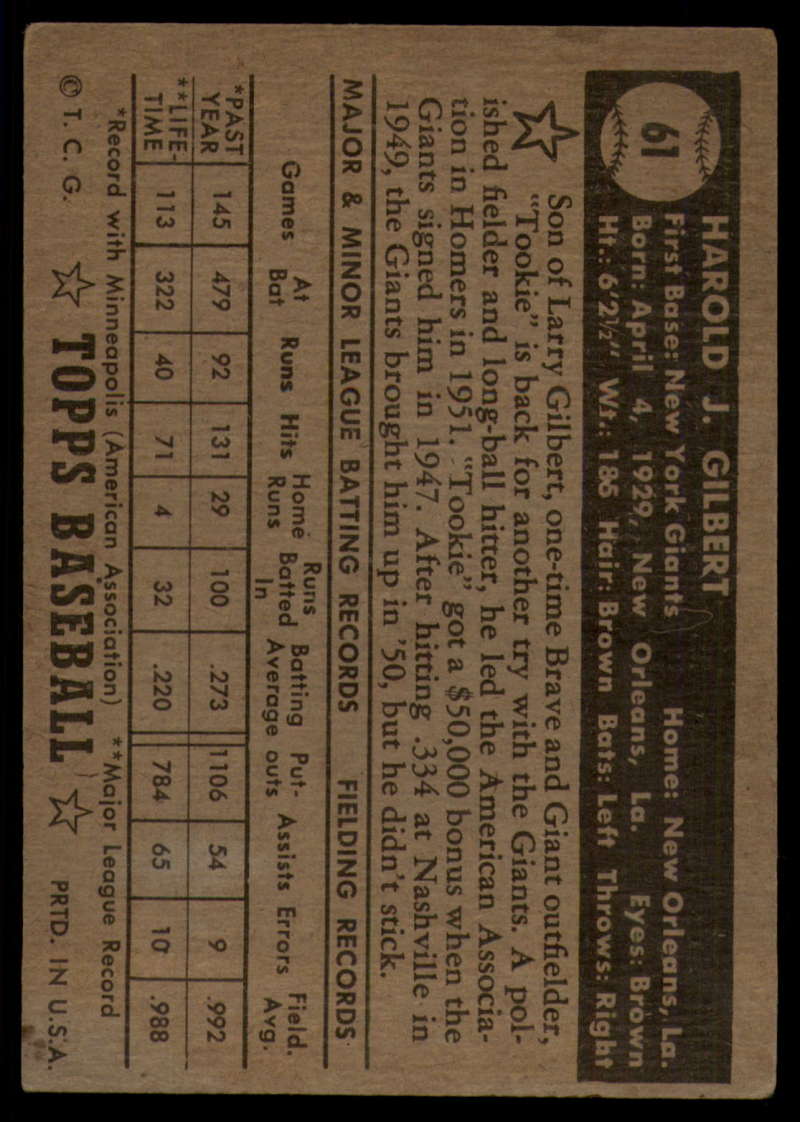 61
HAROLD J. GILBERT
First Base: New York Giants Home: New Orleans, La.
Born: April 4, 1929, New Orleans, La. Eyes: Brown
Ht.: 6'2½" Wt.: 185 Hair: Brown Bats: Left Throws: Right
Son of Larry Gilbert, one-time Brave and Giant outfielder,
"Tookie" is back for another try with the Giants. A pol-
ished fielder and long-ball hitter, he led the American Associa-
tion in Homers in 1951. "Tookie" got a $50,000 bonus when the
Giants signed him in 1947. After hitting .334 at Nashville in
1949, the Giants brought him up in '50, but he didn't stick.
MAJOR & MINOR LEAGUE BATTING RECORDS FIELDING RECORDS
Games At Bat Runs Hits Home Runs Runs Batted In Batting Average Put-outs Assists Errors Field. Avg.
*PAST YEAR 145 479 92 131 29 100 .273 1106 54 9 .992
**LIFE-TIME 113 322 40 71 4 32 .220 784 65 10 .988
*Record with Minneapolis (American Association) **Major League Record
© T. C. G. ☆ TOPPS BASEBALL ☆ PRTD. IN U.S.A.